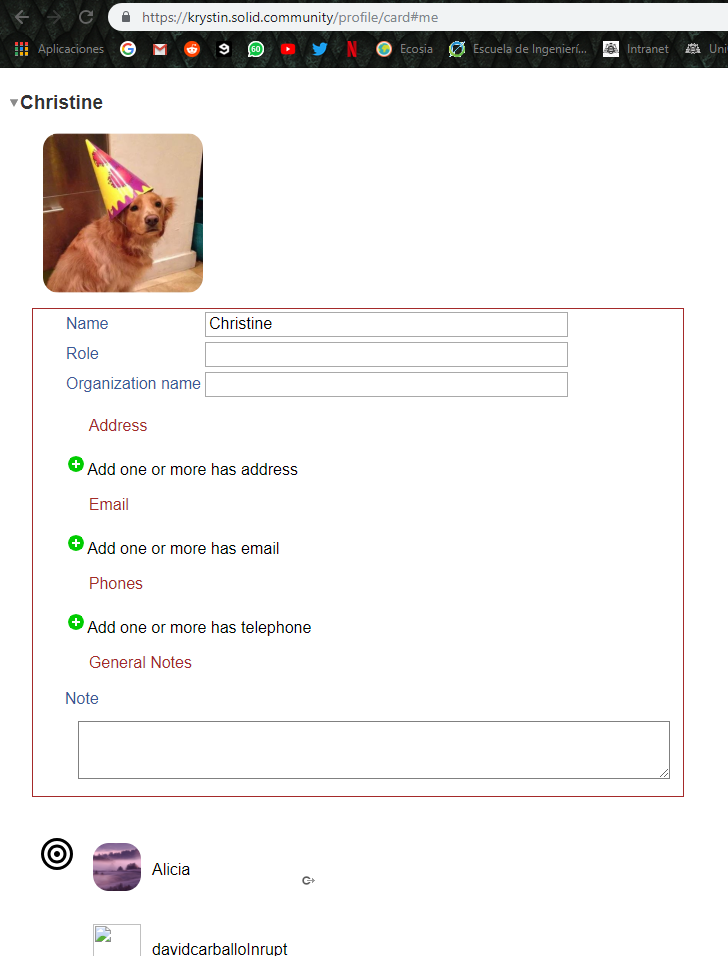 https://krystin.solid.community/profile/card#me
Aplicaciones 60 Ecosia Escuela de Ingenierí... Intranet Uni
Christine
Name Christine
Role
Organization name
Address
Add one or more has address
Email
Add one or more has email
Phones
Add one or more has telephone
General Notes
Note
Alicia
davidcarballoInrupt